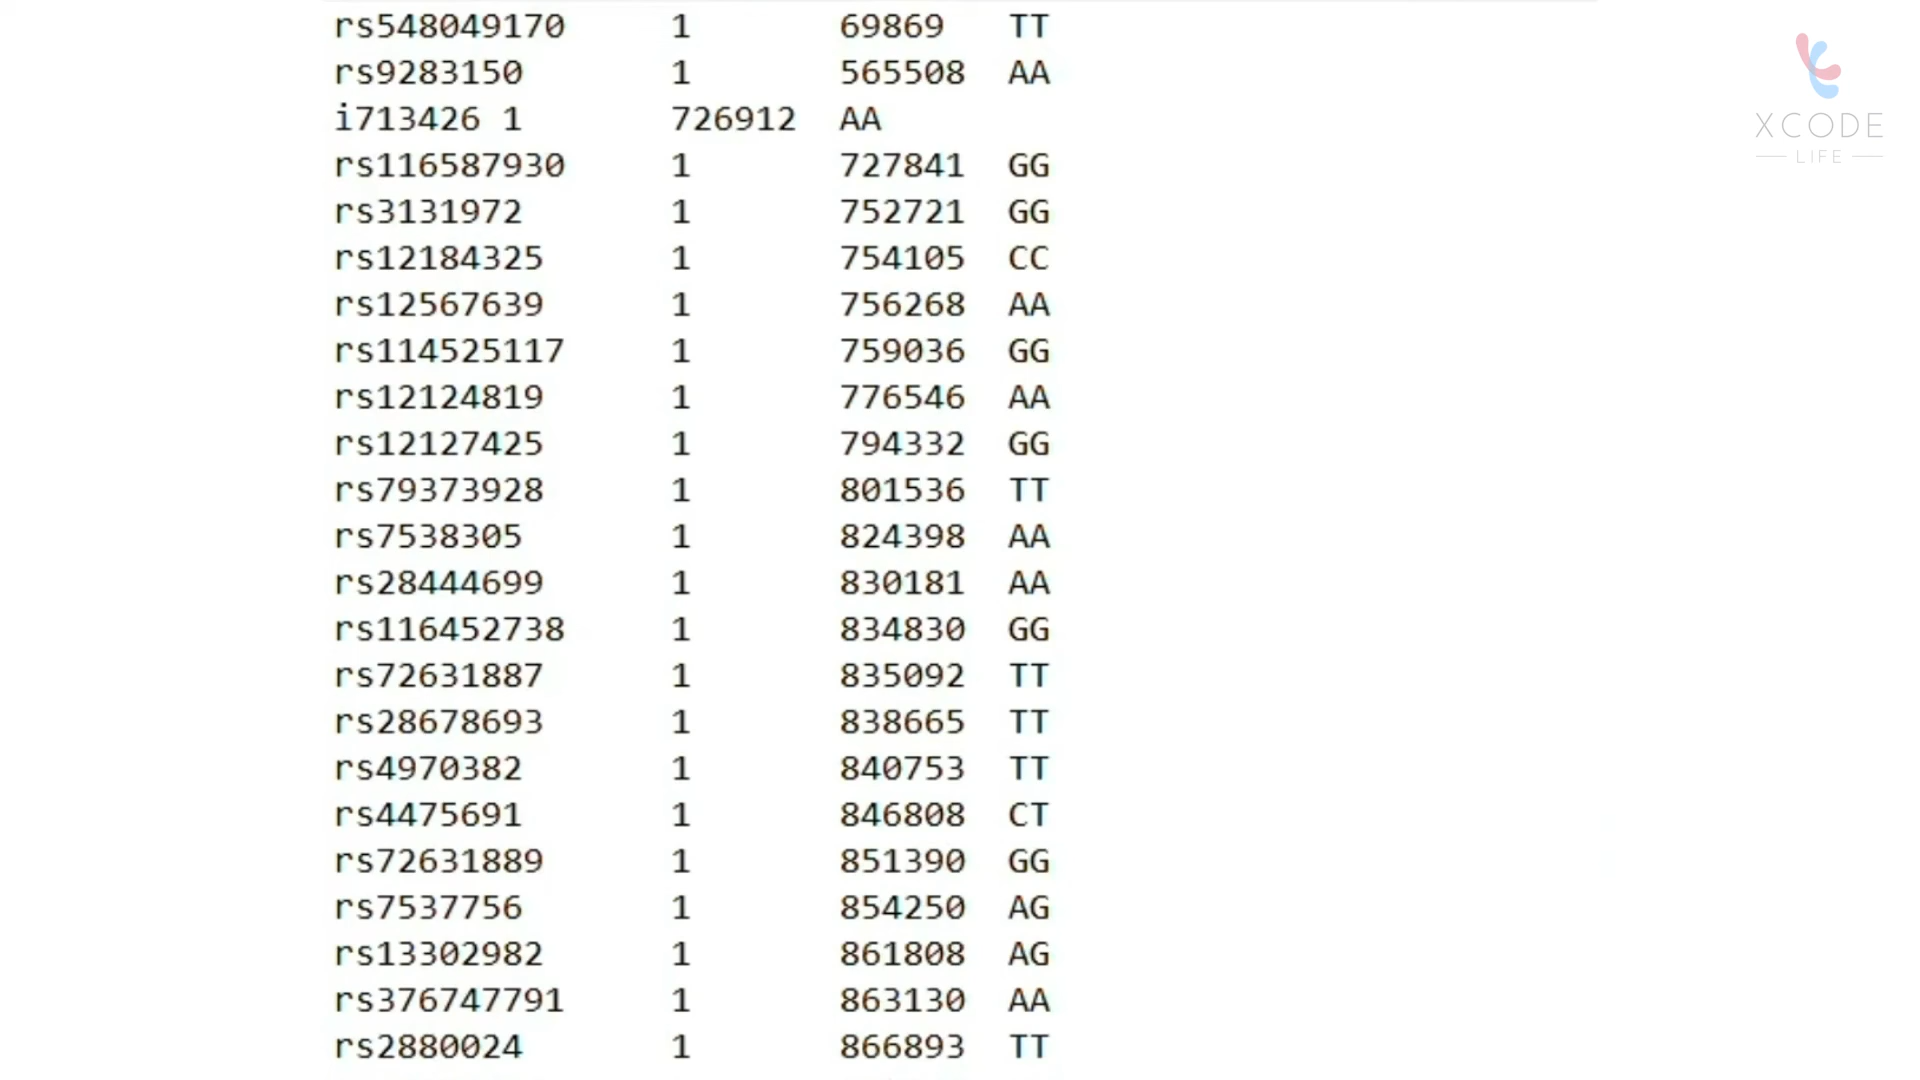 rs548049170 1 69869 TT
rs9283150 1 565508 AA
i713426 1 726912 AA
rs116587930 1 727841 GG
rs3131972 1 752721 GG
rs12184325 1 754105 CC
rs12567639 1 756268 AA
rs114525117 1 759036 GG
rs12124819 1 776546 AA
rs12127425 1 794332 GG
rs79373928 1 801536 TT
rs7538305 1 824398 AA
rs28444699 1 830181 AA
rs116452738 1 834830 GG
rs72631887 1 835092 TT
rs28678693 1 838665 TT
rs4970382 1 840753 TT
rs4475691 1 846808 CT
rs72631889 1 851390 GG
rs7537756 1 854250 AG
rs13302982 1 861808 AG
rs376747791 1 863130 AA
rs2880024 1 866893 TT
XCODE
LIFE